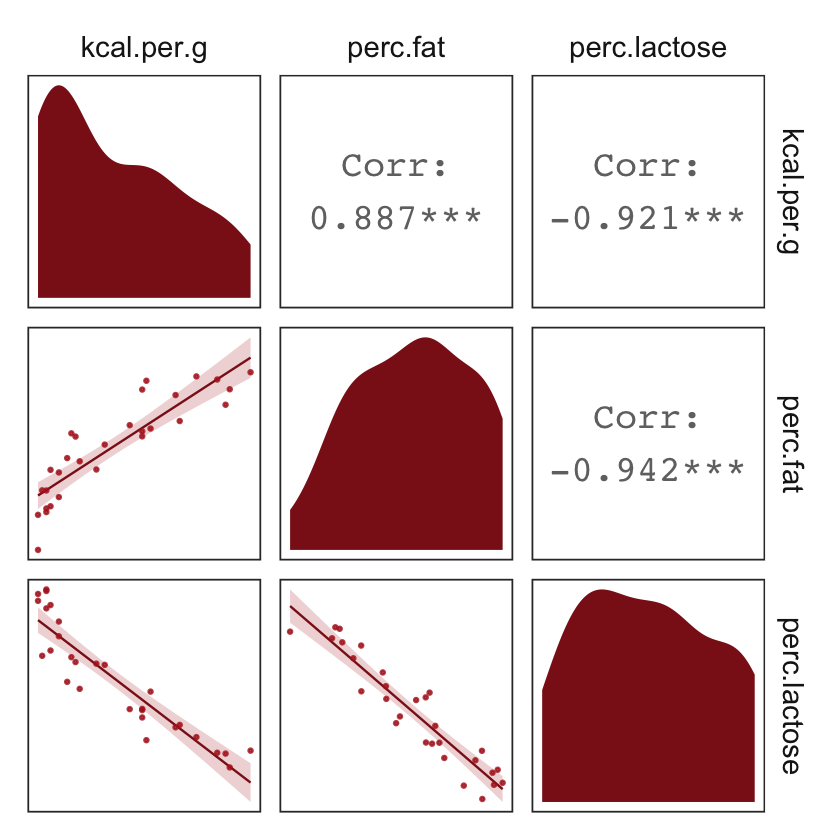 kcal.per.g
perc.fat
perc.lactose
Corr:
0.887***
Corr:
-0.921***
kcal.per.g
Corr:
-0.942***
perc.fat
perc.lactose